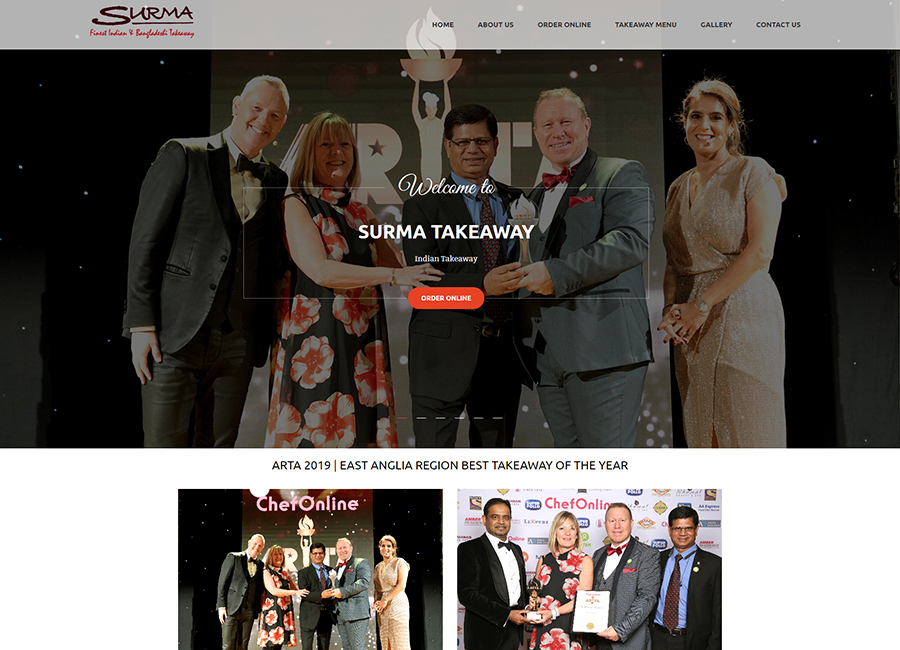 SURMA
Finest Indian & Bangladeshi Takeaway
HOME ABOUT US ORDER ONLINE TAKEAWAY MENU GALLERY CONTACT US
ARTA
Welcome to
SURMA TAKEAWAY
Indian Takeaway
ORDER ONLINE
ARTA 2019 | EAST ANGLIA REGION BEST TAKEAWAY OF THE YEAR
ChefOnline
ChefOnline